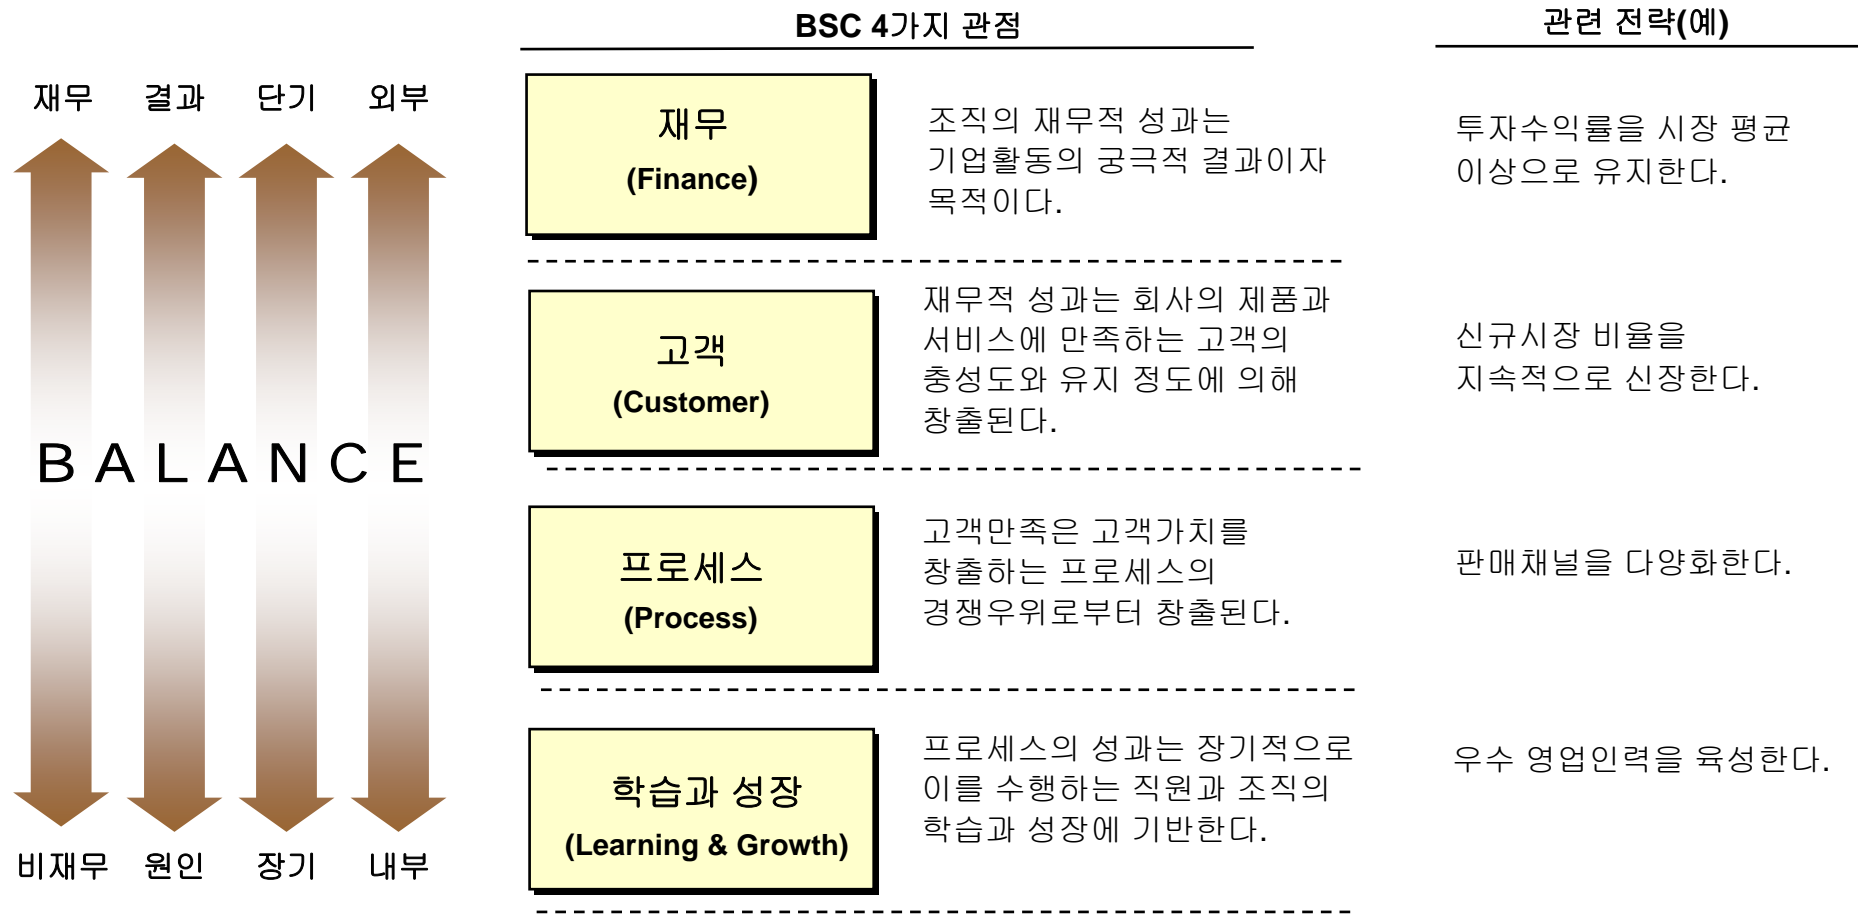 BSC 4가지 관점
관련 전략(예)
재무 결과 단기 외부
BALANCE
비재무 원인 장기 내부
재무
(Finance)
조직의 재무적 성과는
기업활동의 궁극적 결과이자
목적이다.
투자수익률을 시장 평균
이상으로 유지한다.
고객
(Customer)
재무적 성과는 회사의 제품과
서비스에 만족하는 고객의
충성도와 유지 정도에 의해
창출된다.
신규시장 비율을
지속적으로 신장한다.
프로세스
(Process)
고객만족은 고객가치를
창출하는 프로세스의
경쟁우위로부터 창출된다.
판매채널을 다양화한다.
학습과 성장
(Learning & Growth)
프로세스의 성과는 장기적으로
이를 수행하는 직원과 조직의
학습과 성장에 기반한다.
우수 영업인력을 육성한다.